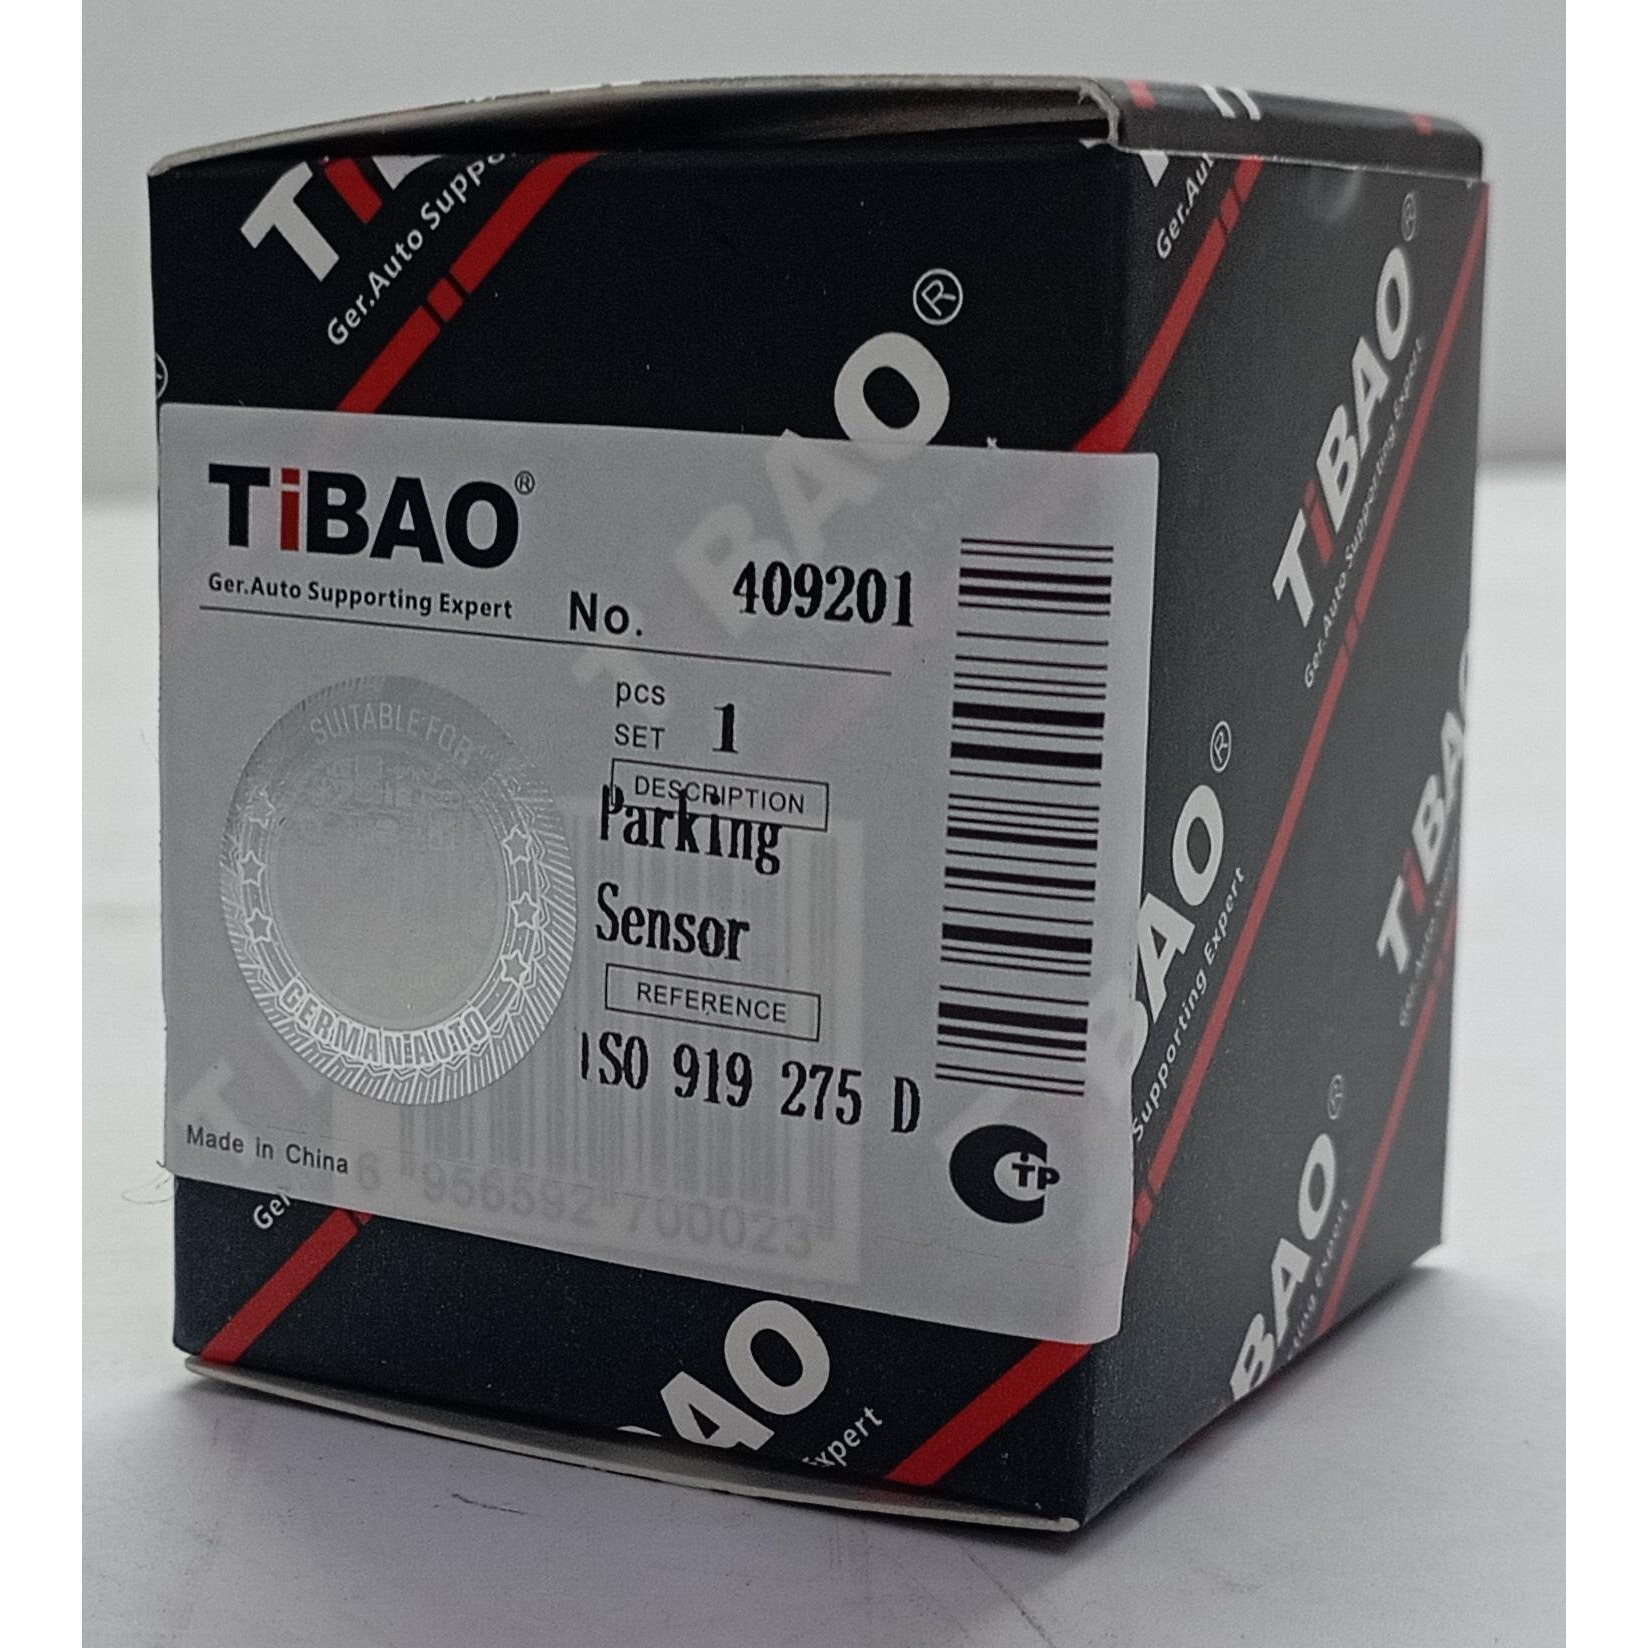 TiBAO®
Ger.Auto Supporting Expert
No. 409201
pcs
SET 1
DESCRIPTION
Parking
Sensor
REFERENCE
1S0 919 275 D
SUITABLE FOR
GERMAN AUTO
Made in China
6 956592 700023
TP
TiBAO®
Ger.Auto Supporting Expert